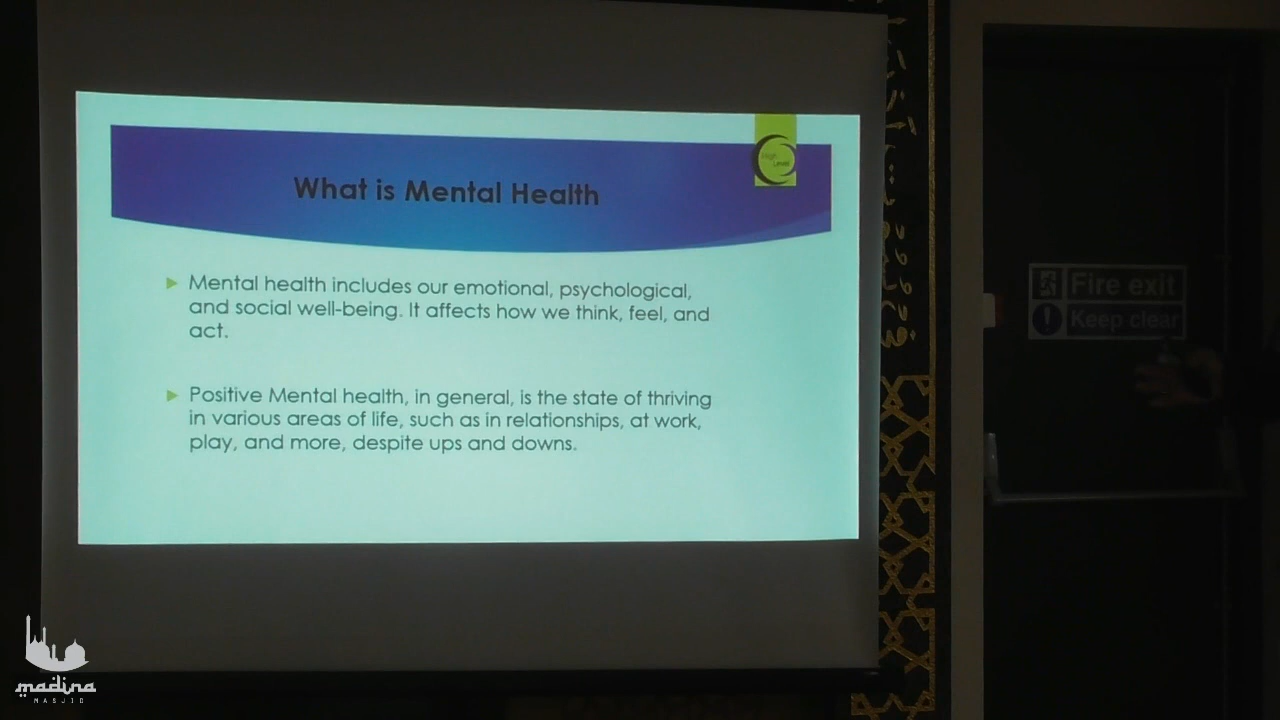 What is Mental Health
High
Level
Mental health includes our emotional, psychological,
and social well-being. It affects how we think, feel, and
act.
Positive Mental health, in general, is the state of thriving
in various areas of life, such as in relationships, at work,
play, and more, despite ups and downs.
Fire exit
Keep clear
madina
MASJID